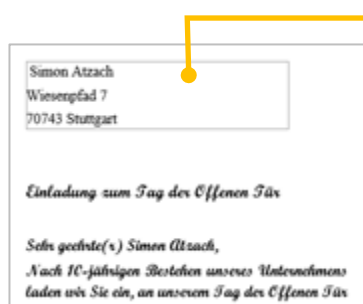 Simon Atzach
Wiesenpfad 7
70743 Stuttgart
Einladung zum Tag der Offenen Tür
Sehr geehrte(r) Simon Atzach,
Nach 10-jährigen Bestehen unseres Unternehmens
laden wir Sie ein, an unserem Tag der Offenen Tür